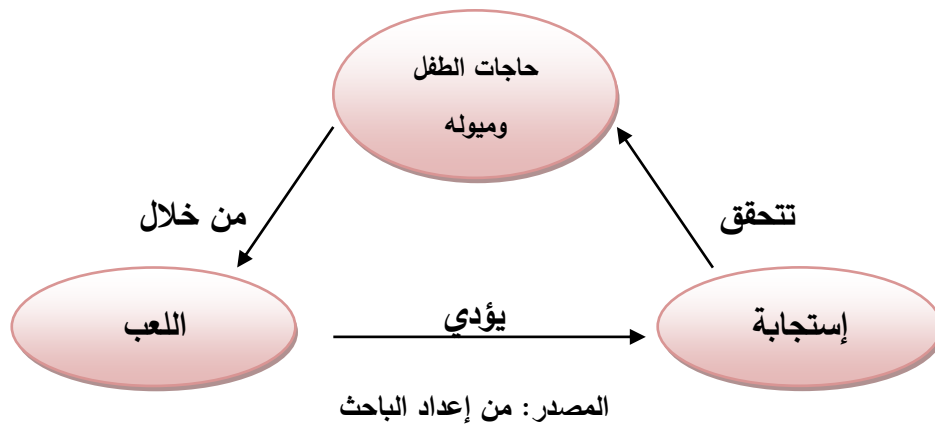 حاجات الطفل
وميوله
تتحقق
من خلال
إستجابة
يؤدي
اللعب
المصدر: من إعداد الباحث